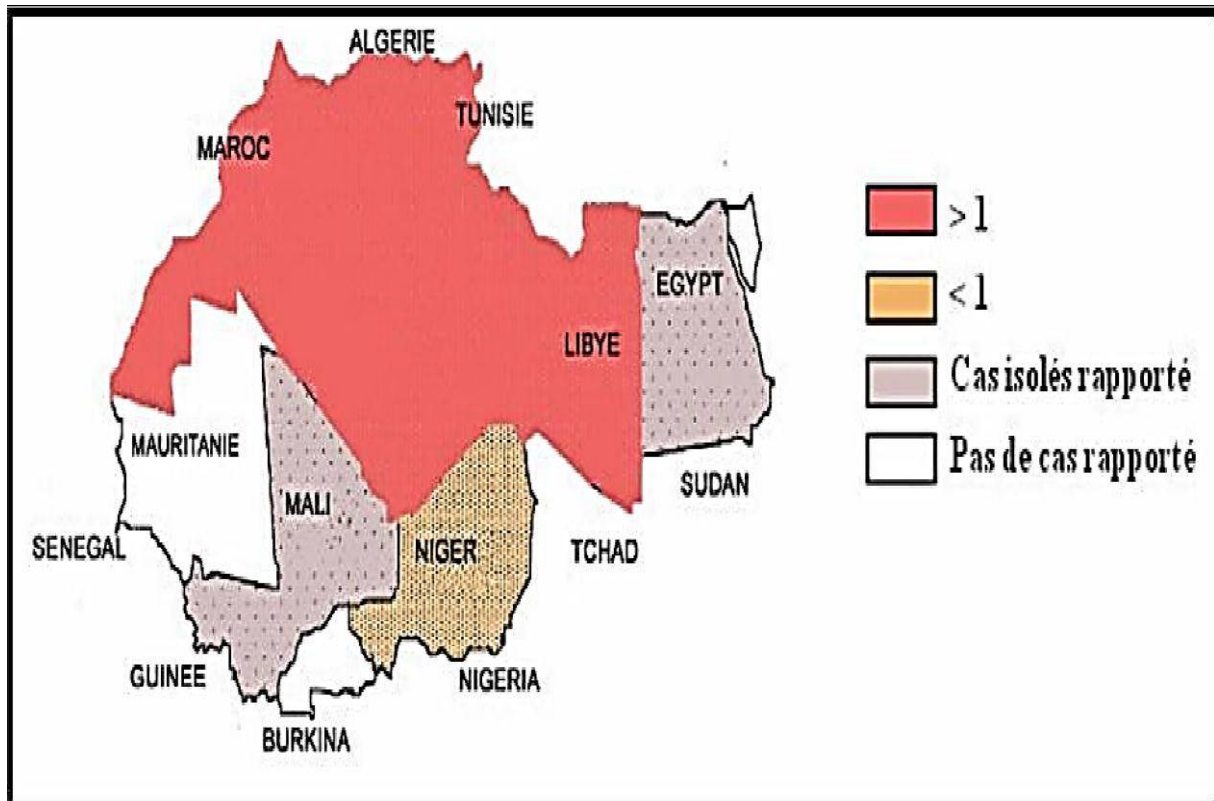 ALGERIE
TUNISIE
MAROC
EGYPT
LIBYE
MAURITANIE
MALI
SUDAN
SENEGAL
NIGER
TCHAD
GUINEE
NIGERIA
BURKINA
> 1
< 1
Cas isolés rapporté
Pas de cas rapporté